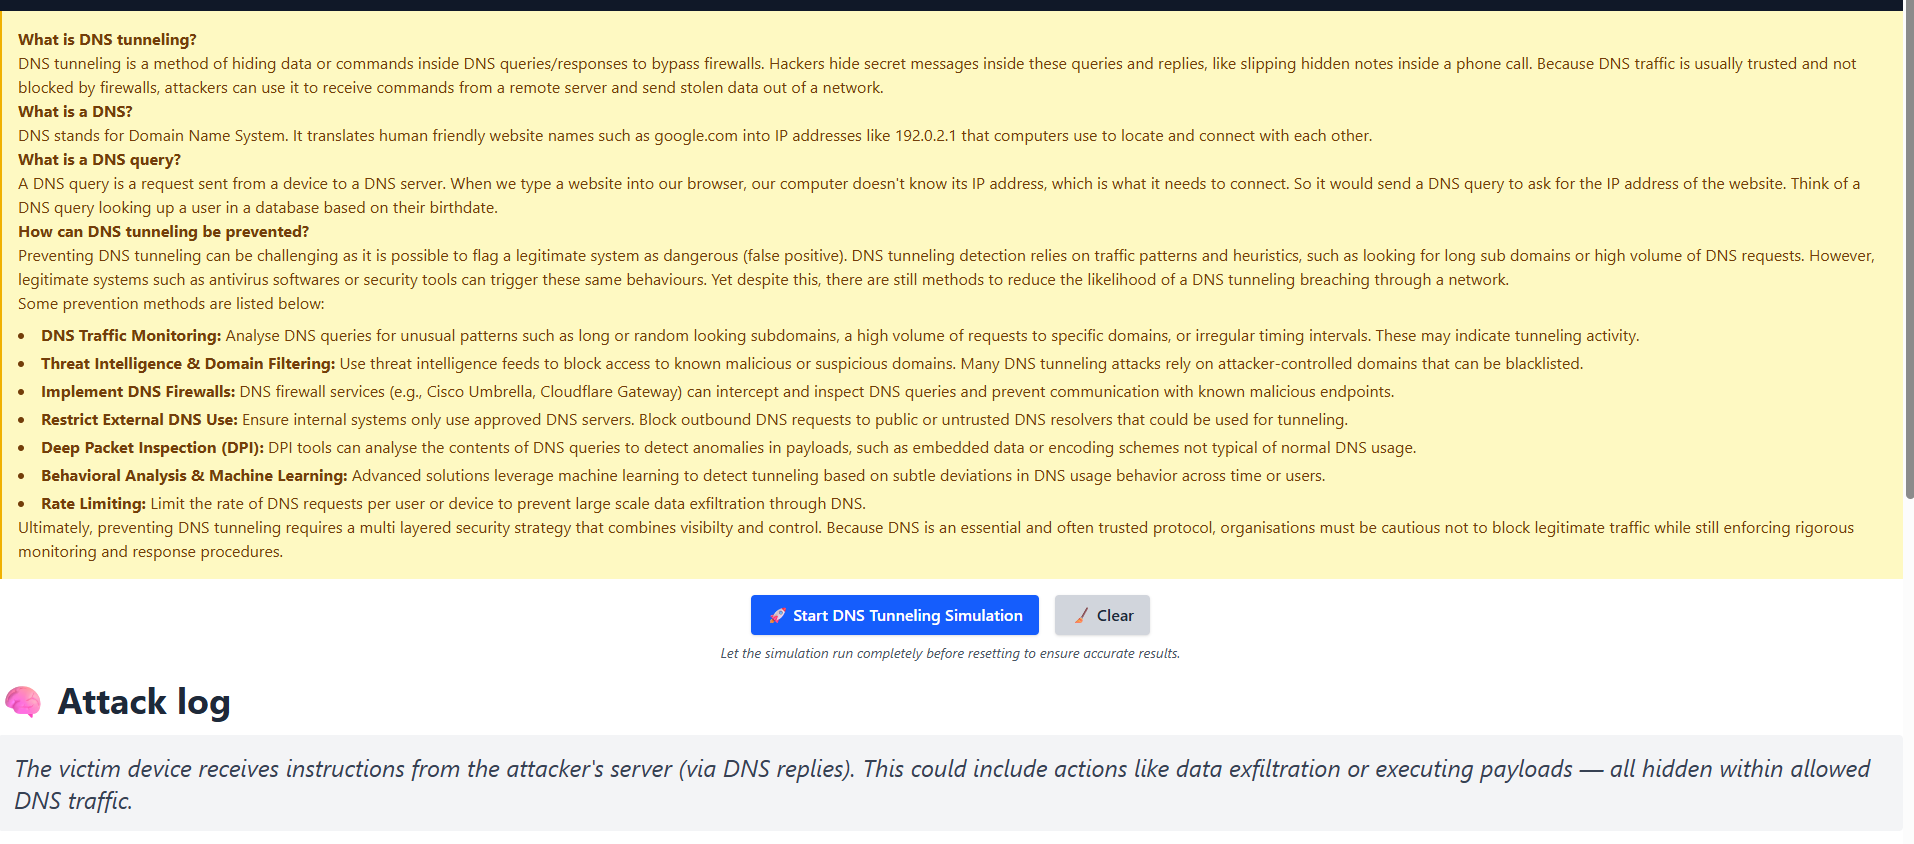 What is DNS tunneling?
DNS tunneling is a method of hiding data or commands inside DNS queries/responses to bypass firewalls. Hackers hide secret messages inside these queries and replies, like slipping hidden notes inside a phone call. Because DNS traffic is usually trusted and not
blocked by firewalls, attackers can use it to receive commands from a remote server and send stolen data out of a network.
What is a DNS?
DNS stands for Domain Name System. It translates human friendly website names such as google.com into IP addresses like 192.0.2.1 that computers use to locate and connect with each other.
What is a DNS query?
A DNS query is a request sent from a device to a DNS server. When we type a website into our browser, our computer doesn't know its IP address, which is what it needs to connect. So it would send a DNS query to ask for the IP address of the website. Think of a
DNS query looking up a user in a database based on their birthdate.
How can DNS tunneling be prevented?
Preventing DNS tunneling can be challenging as it is possible to flag a legitimate system as dangerous (false positive). DNS tunneling detection relies on traffic patterns and heuristics, such as looking for long sub domains or high volume of DNS requests. However,
legitimate systems such as antivirus softwares or security tools can trigger these same behaviours. Yet despite this, there are still methods to reduce the likelihood of a DNS tunneling breaching through a network.
Some prevention methods are listed below:
• DNS Traffic Monitoring: Analyse DNS queries for unusual patterns such as long or random looking subdomains, a high volume of requests to specific domains, or irregular timing intervals. These may indicate tunneling activity.
• Threat Intelligence & Domain Filtering: Use threat intelligence feeds to block access to known malicious or suspicious domains. Many DNS tunneling attacks rely on attacker-controlled domains that can be blacklisted.
• Implement DNS Firewalls: DNS firewall services (e.g., Cisco Umbrella, Cloudflare Gateway) can intercept and inspect DNS queries and prevent communication with known malicious endpoints.
• Restrict External DNS Use: Ensure internal systems only use approved DNS servers. Block outbound DNS requests to public or untrusted DNS resolvers that could be used for tunneling.
• Deep Packet Inspection (DPI): DPI tools can analyse the contents of DNS queries to detect anomalies in payloads, such as embedded data or encoding schemes not typical of normal DNS usage.
• Behavioral Analysis & Machine Learning: Advanced solutions leverage machine learning to detect tunneling based on subtle deviations in DNS usage behavior across time or users.
• Rate Limiting: Limit the rate of DNS requests per user or device to prevent large scale data exfiltration through DNS.
Ultimately, preventing DNS tunneling requires a multi layered security strategy that combines visibilty and control. Because DNS is an essential and often trusted protocol, organisations must be cautious not to block legitimate traffic while still enforcing rigorous
monitoring and response procedures.
🚀 Start DNS Tunneling Simulation 🧹 Clear
Let the simulation run completely before resetting to ensure accurate results.
🧠 Attack log
The victim device receives instructions from the attacker's server (via DNS replies). This could include actions like data exfiltration or executing payloads — all hidden within allowed
DNS traffic.